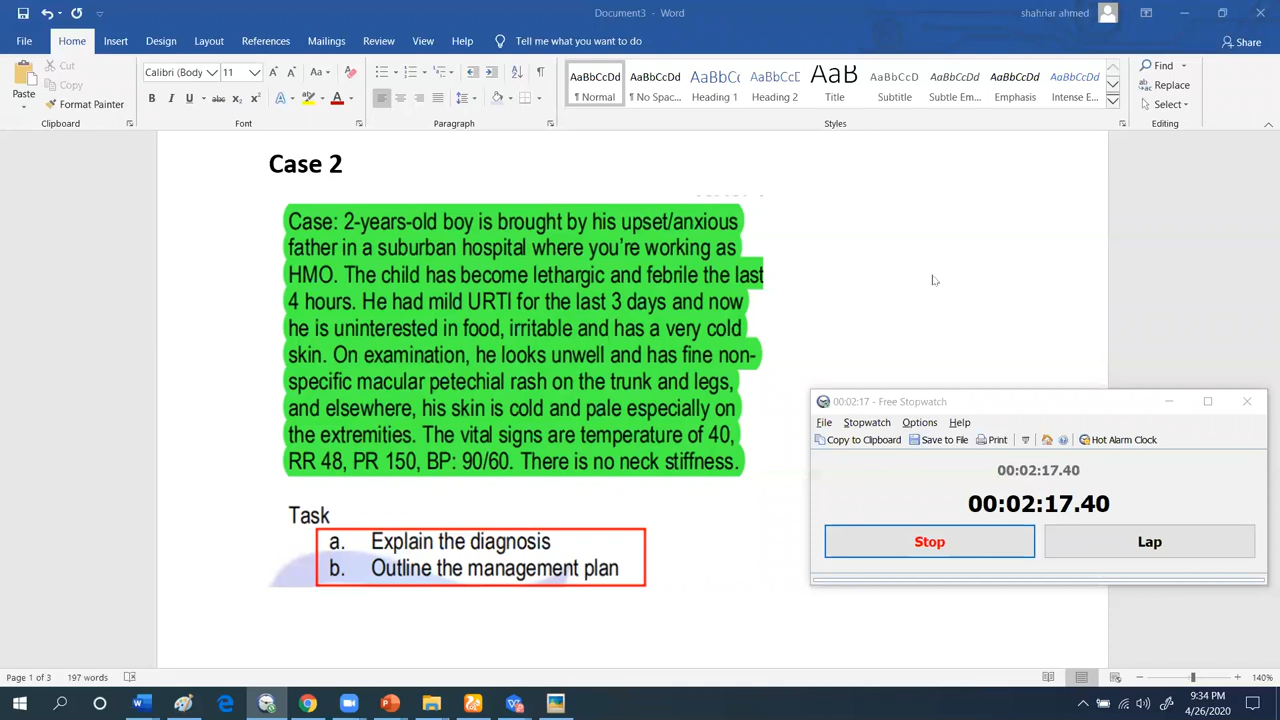 Document3 - Word
shahriar ahmed
File
Home
Insert
Design
Layout
References
Mailings
Review
View
Help
Tell me what you want to do
Share
Paste
Cut
Copy
Format Painter
Clipboard
Calibri (Body
11
Font
Paragraph
AaBbCcDd
¶ Normal
AaBbCcDd
¶ No Spac...
AaBbCc
Heading 1
AaBbCcD
Heading 2
AaB
Title
AaBbCcD
Subtitle
AaBbCcDd
Subtle Em...
AaBbCcDd
Emphasis
AaBbCcDd
Intense E...
Styles
Find
Replace
Select
Editing
Case 2
Case: 2-years-old boy is brought by his upset/anxious
father in a suburban hospital where you're working as
HMO. The child has become lethargic and febrile the last
4 hours. He had mild URTI for the last 3 days and now
he is uninterested in food, irritable and has a very cold
skin. On examination, he looks unwell and has fine non-
specific macular petechial rash on the trunk and legs,
and elsewhere, his skin is cold and pale especially on
the extremities. The vital signs are temperature of 40,
RR 48, PR 150, BP: 90/60. There is no neck stiffness.
Task
a. Explain the diagnosis
b. Outline the management plan
00:02:17 - Free Stopwatch
File Stopwatch Options Help
Copy to Clipboard Save to File Print Hot Alarm Clock
00:02:17.40
00:02:17.40
Stop
Lap
Page 1 of 3 197 words
140%
9:34 PM
4/26/2020